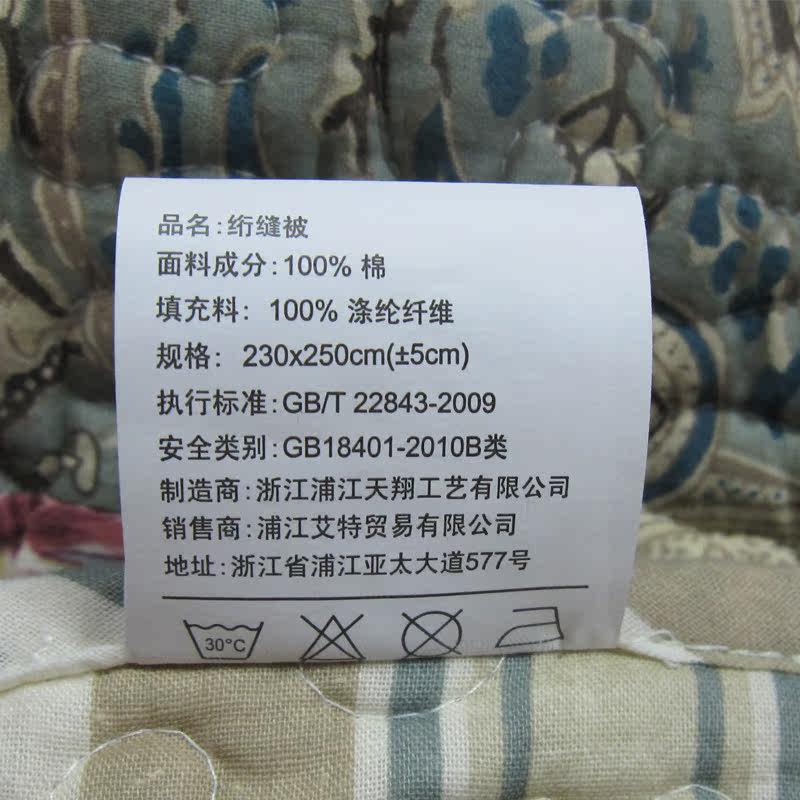 品名:绗缝被
面料成分:100% 棉
填充料: 100% 涤纶纤维
规格: 230x250cm(±5cm)
执行标准:GB/T 22843-2009
安全类别:GB18401-2010B类
制造商:浙江浦江天翔工艺有限公司
销售商:浦江艾特贸易有限公司
地址:浙江省浦江亚太大道577号
30°C